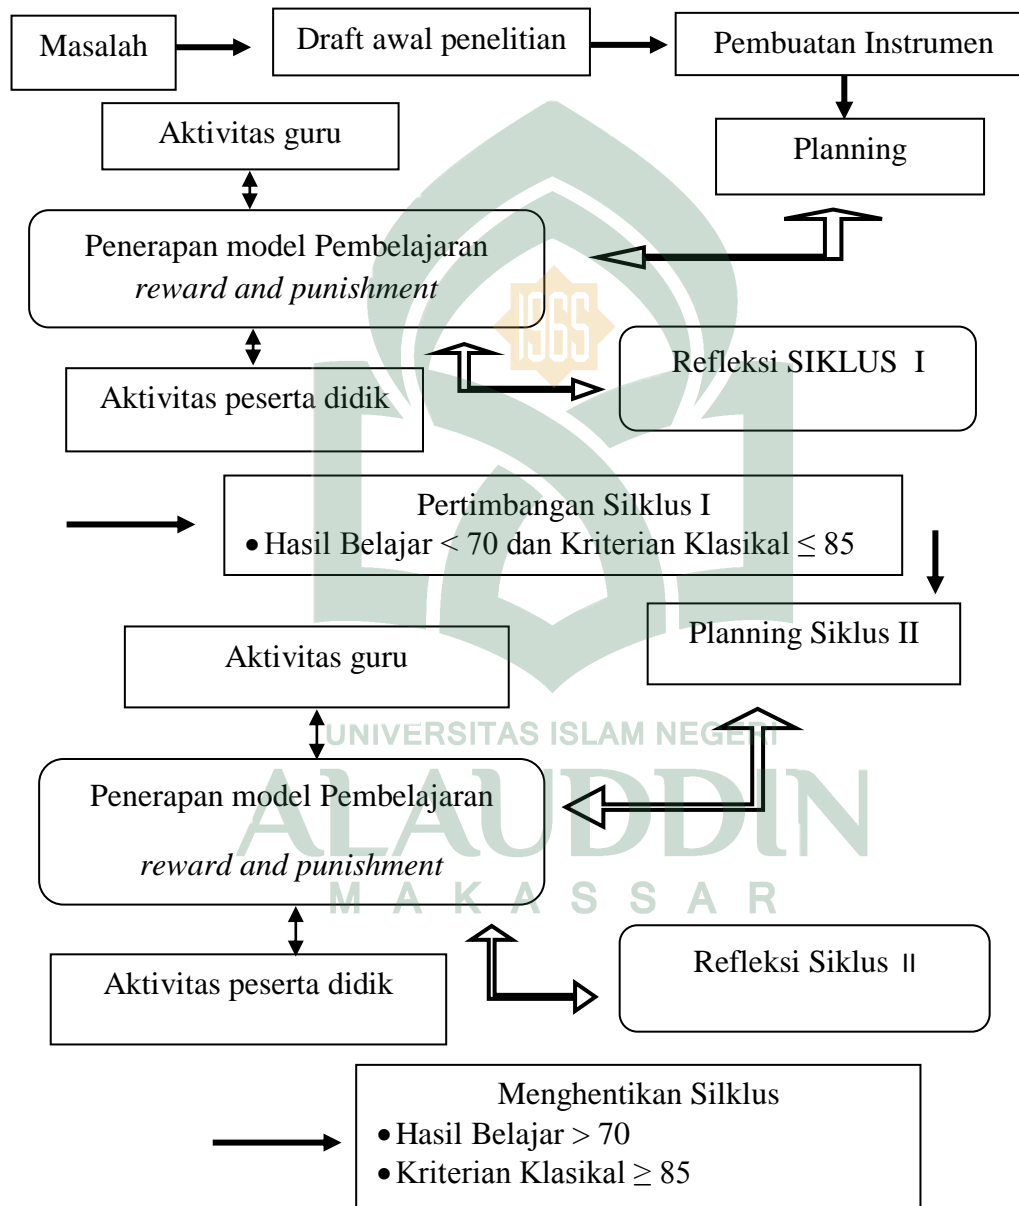 Masalah
Draft awal penelitian
Pembuatan Instrumen
Aktivitas guru
Planning
Penerapan model Pembelajaran
reward and punishment
1965
Refleksi SIKLUS I
Aktivitas peserta didik
Pertimbangan Silklus I
• Hasil Belajar < 70 dan Kriterian Klasikal ≤ 85
Planning Siklus II
Aktivitas guru
UNIVERSITAS ISLAM NEGERI
Penerapan model Pembelajaran
ALAUDDIN
reward and punishment
MAKASSAR
Refleksi Siklus II
Aktivitas peserta didik
Menghentikan Silklus
• Hasil Belajar > 70
• Kriterian Klasikal ≥ 85